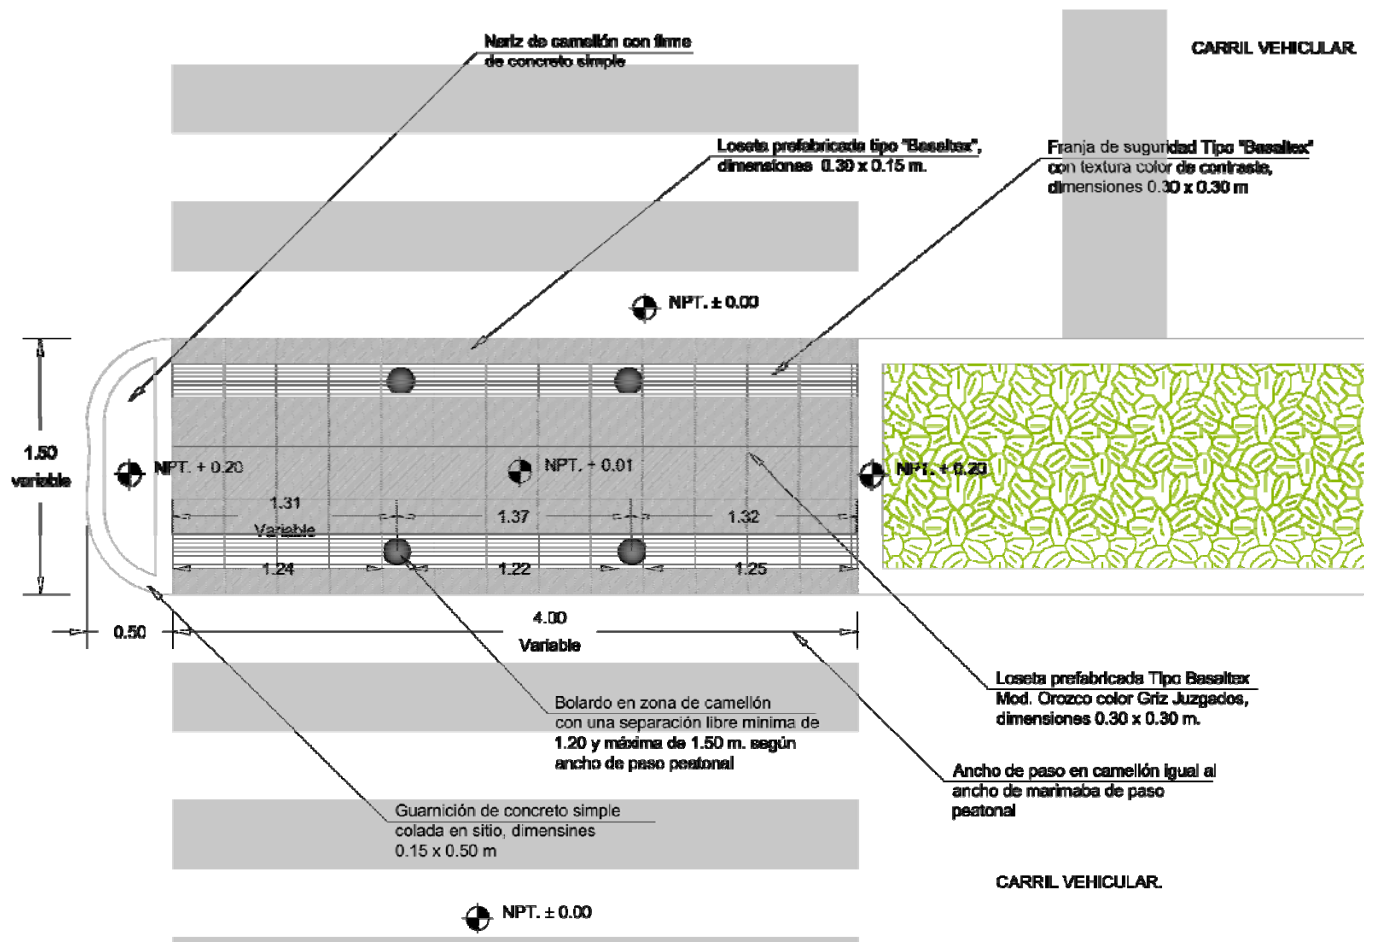 Nariz de camellón con firme
de concreto simple
CARRIL VEHICULAR.
Loseta prefabricada tipo "Basaltex",
dimensiones 0.30 x 0.15 m.
Franja de suguridad Tipo "Basaltex"
con textura color de contraste,
dimensiones 0.30 x 0.30 m
NPT. ± 0.00
1.50
variable
NPT. + 0.20
NPT. + 0.01
NPT. + 0.20
1.31
Variable
1.37
1.32
1.24
1.22
1.25
0.50
4.00
Variable
Loseta prefabricada Tipo Basaltex
Mod. Orozco color Griz Juzgados,
dimensiones 0.30 x 0.30 m.
Bolardo en zona de camellón
con una separación libre minima de
1.20 y máxima de 1.50 m. según
ancho de paso peatonal
Ancho de paso en camellón igual al
ancho de marimaba de paso
peatonal
Guarnición de concreto simple
colada en sitio, dimensines
0.15 x 0.50 m
CARRIL VEHICULAR.
NPT. ± 0.00